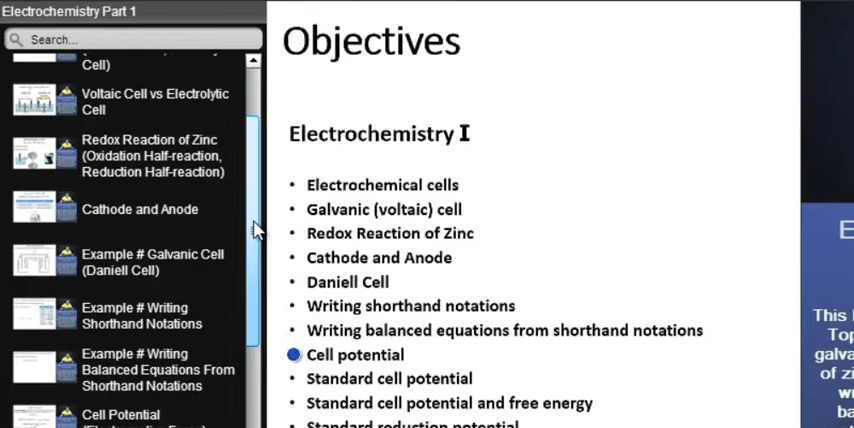 Electrochemistry Part 1
Search...
Cell)
Voltaic Cell vs Electrolytic
Cell
Redox Reaction of Zinc
(Oxidation Half-reaction,
Reduction Half-reaction)
Cathode and Anode
Example # Galvanic Cell
(Daniell Cell)
Example # Writing
Shorthand Notations
Example # Writing
Balanced Equations From
Shorthand Notations
Cell Potential
Objectives
Electrochemistry I
• Electrochemical cells
• Galvanic (voltaic) cell
• Redox Reaction of Zinc
• Cathode and Anode
• Daniell Cell
• Writing shorthand notations
• Writing balanced equations from shorthand notations
Cell potential
• Standard cell potential
• Standard cell potential and free energy
• Standard reduction potential
E
This
Top
galva
of zi
w
ba